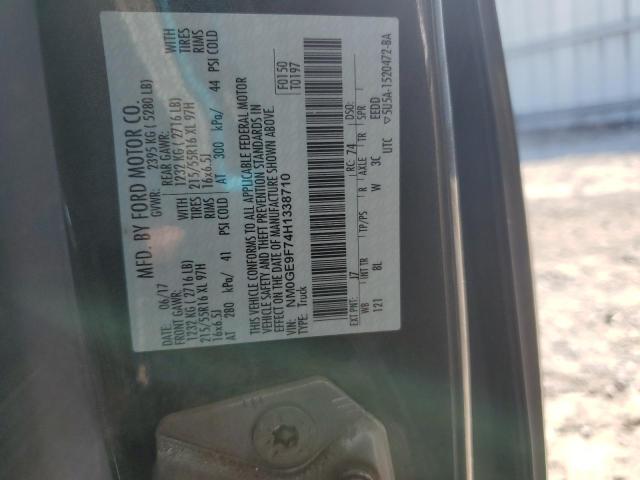 MFD. BY FORD MOTOR CO.
DATE: 06/17 GVWR: 2395 KG ( 5280 LB)
FRONT GAWR: REAR GAWR: WITH
1232 KG ( 2716 LB) 1232 KG ( 2716 LB) TIRES
215/55R16 XL 97H 215/55R16 XL 97H RIMS
16x6.5J 16x6.5J
AT 280 kPa/ 41 PSI COLD AT 300 kPa/ 44 PSI COLD
THIS VEHICLE CONFORMS TO ALL APPLICABLE FEDERAL MOTOR
VEHICLE SAFETY AND THEFT PREVENTION STANDARDS IN
EFFECT ON THE DATE OF MANUFACTURE SHOWN ABOVE.
VIN: NM0GE9F74H1338710
TYPE: Truck
F0150
T0197
EXT PNT: J7 RC: 74 DSO:
INT TR TP/PS R AXLE TR SPR
121 8L W 3C EEDD
UTC ▽5U5A-1520472-BA
WITH
TIRES
RIMS